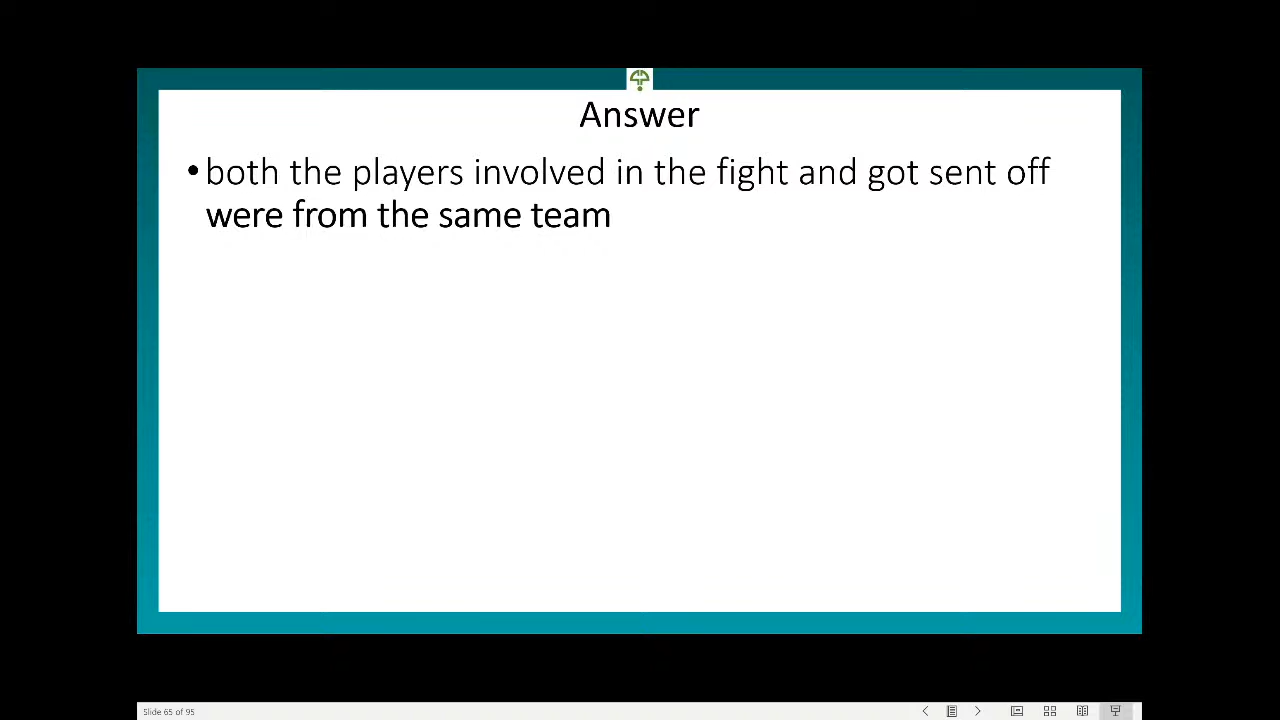 Answer
• both the players involved in the fight and got sent off
were from the same team
Slide 65 of 95